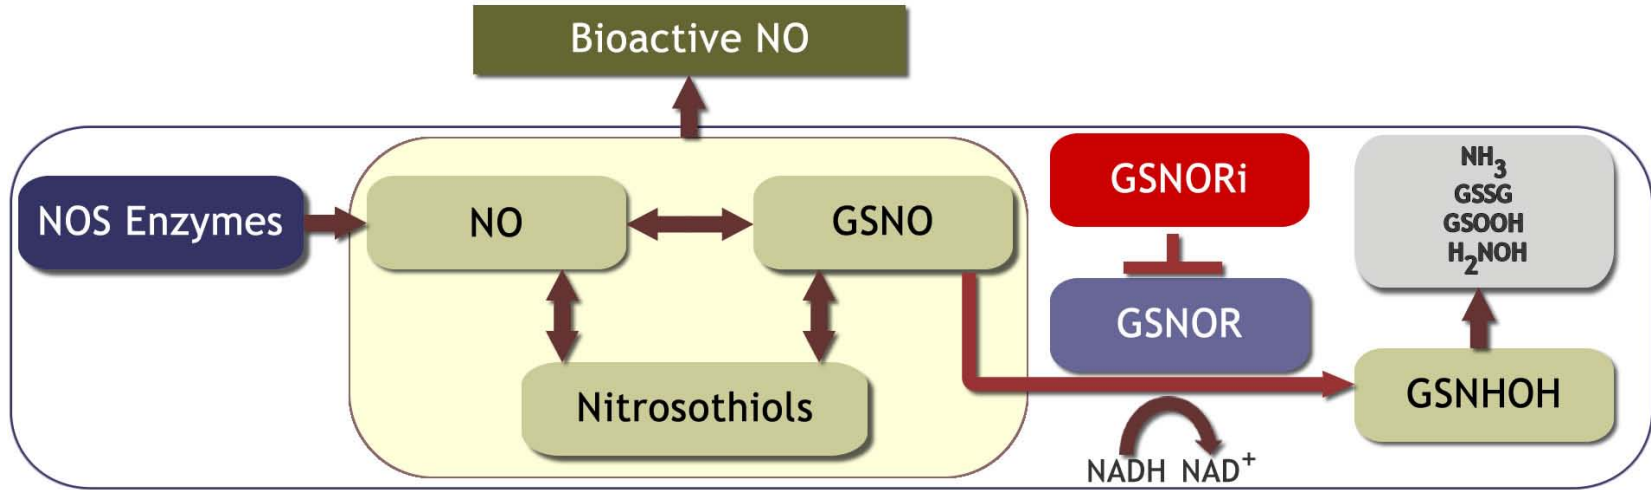 Bioactive NO
NOS Enzymes
NO
GSNO
Nitrosothiols
GSNORi
GSNOR
NADH NAD⁺
GSNHOH
NH₃
GSSG
GSOOH
H₂NOH